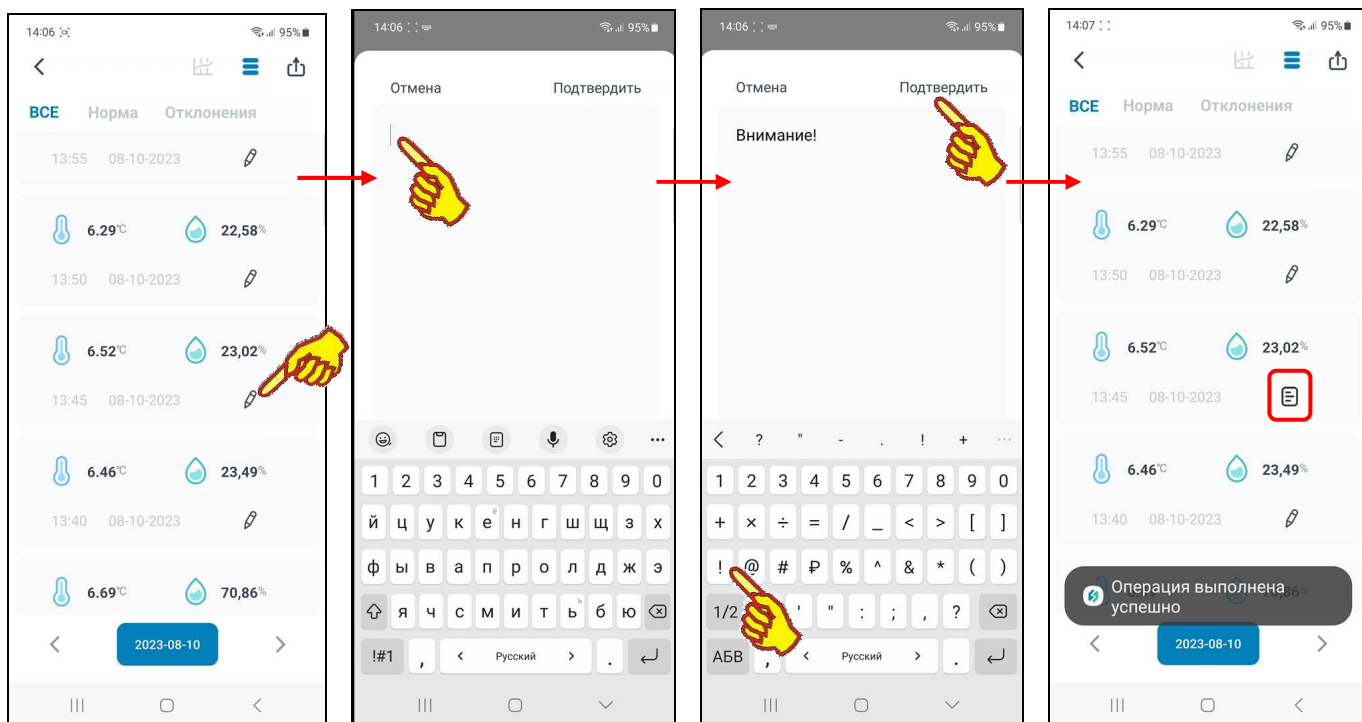 14:06 95%
ВСЕ Норма Отклонения
13:55 08-10-2023
6.29°C 22,58%
13:50 08-10-2023
6.52°C 23,02%
13:45 08-10-2023
6.46°C 23,49%
13:40 08-10-2023
6.69°C 70,86%
2023-08-10
14:06 95%
Отмена Подтвердить
1 2 3 4 5 6 7 8 9 0
й ц у к е ё н г ш щ з х
ф ы в а п р о л д ж э
я ч с м и т ь ъ б ю
!#1 , < Русский > .
14:06 95%
Отмена Подтвердить
Внимание!
? " - . ! +
1 2 3 4 5 6 7 8 9 0
+ × ÷ = / _ < > [ ]
! @ # ₽ % ^ & * ( )
1/2 ' " : ; , ?
АБВ , < Русский > .
14:07 95%
ВСЕ Норма Отклонения
13:55 08-10-2023
6.29°C 22,58%
13:50 08-10-2023
6.52°C 23,02%
13:45 08-10-2023
6.46°C 23,49%
13:40 08-10-2023
Операция выполнена
успешно
2023-08-10